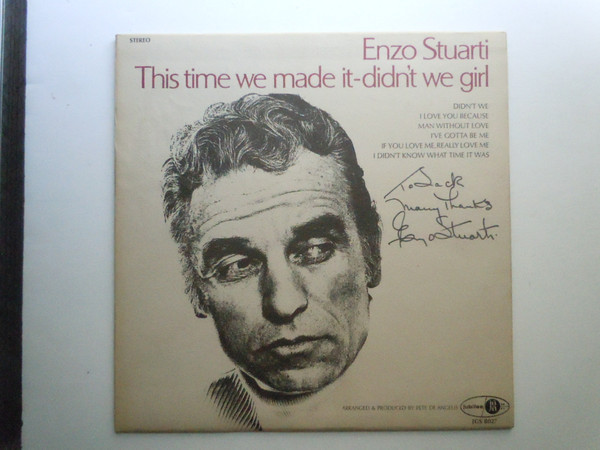 STEREO
Enzo Stuarti
This time we made it-didn't we girl
DIDN'T WE
I LOVE YOU BECAUSE
MAN WITHOUT LOVE
I'VE GOTTA BE ME
IF YOU LOVE ME, REALLY LOVE ME
I DIDN'T KNOW WHAT TIME IT WAS
To Jack
Many Thanks
Enzo Stuarti
ARRANGED & PRODUCED BY PETE DE ANGELIS
Jubilee